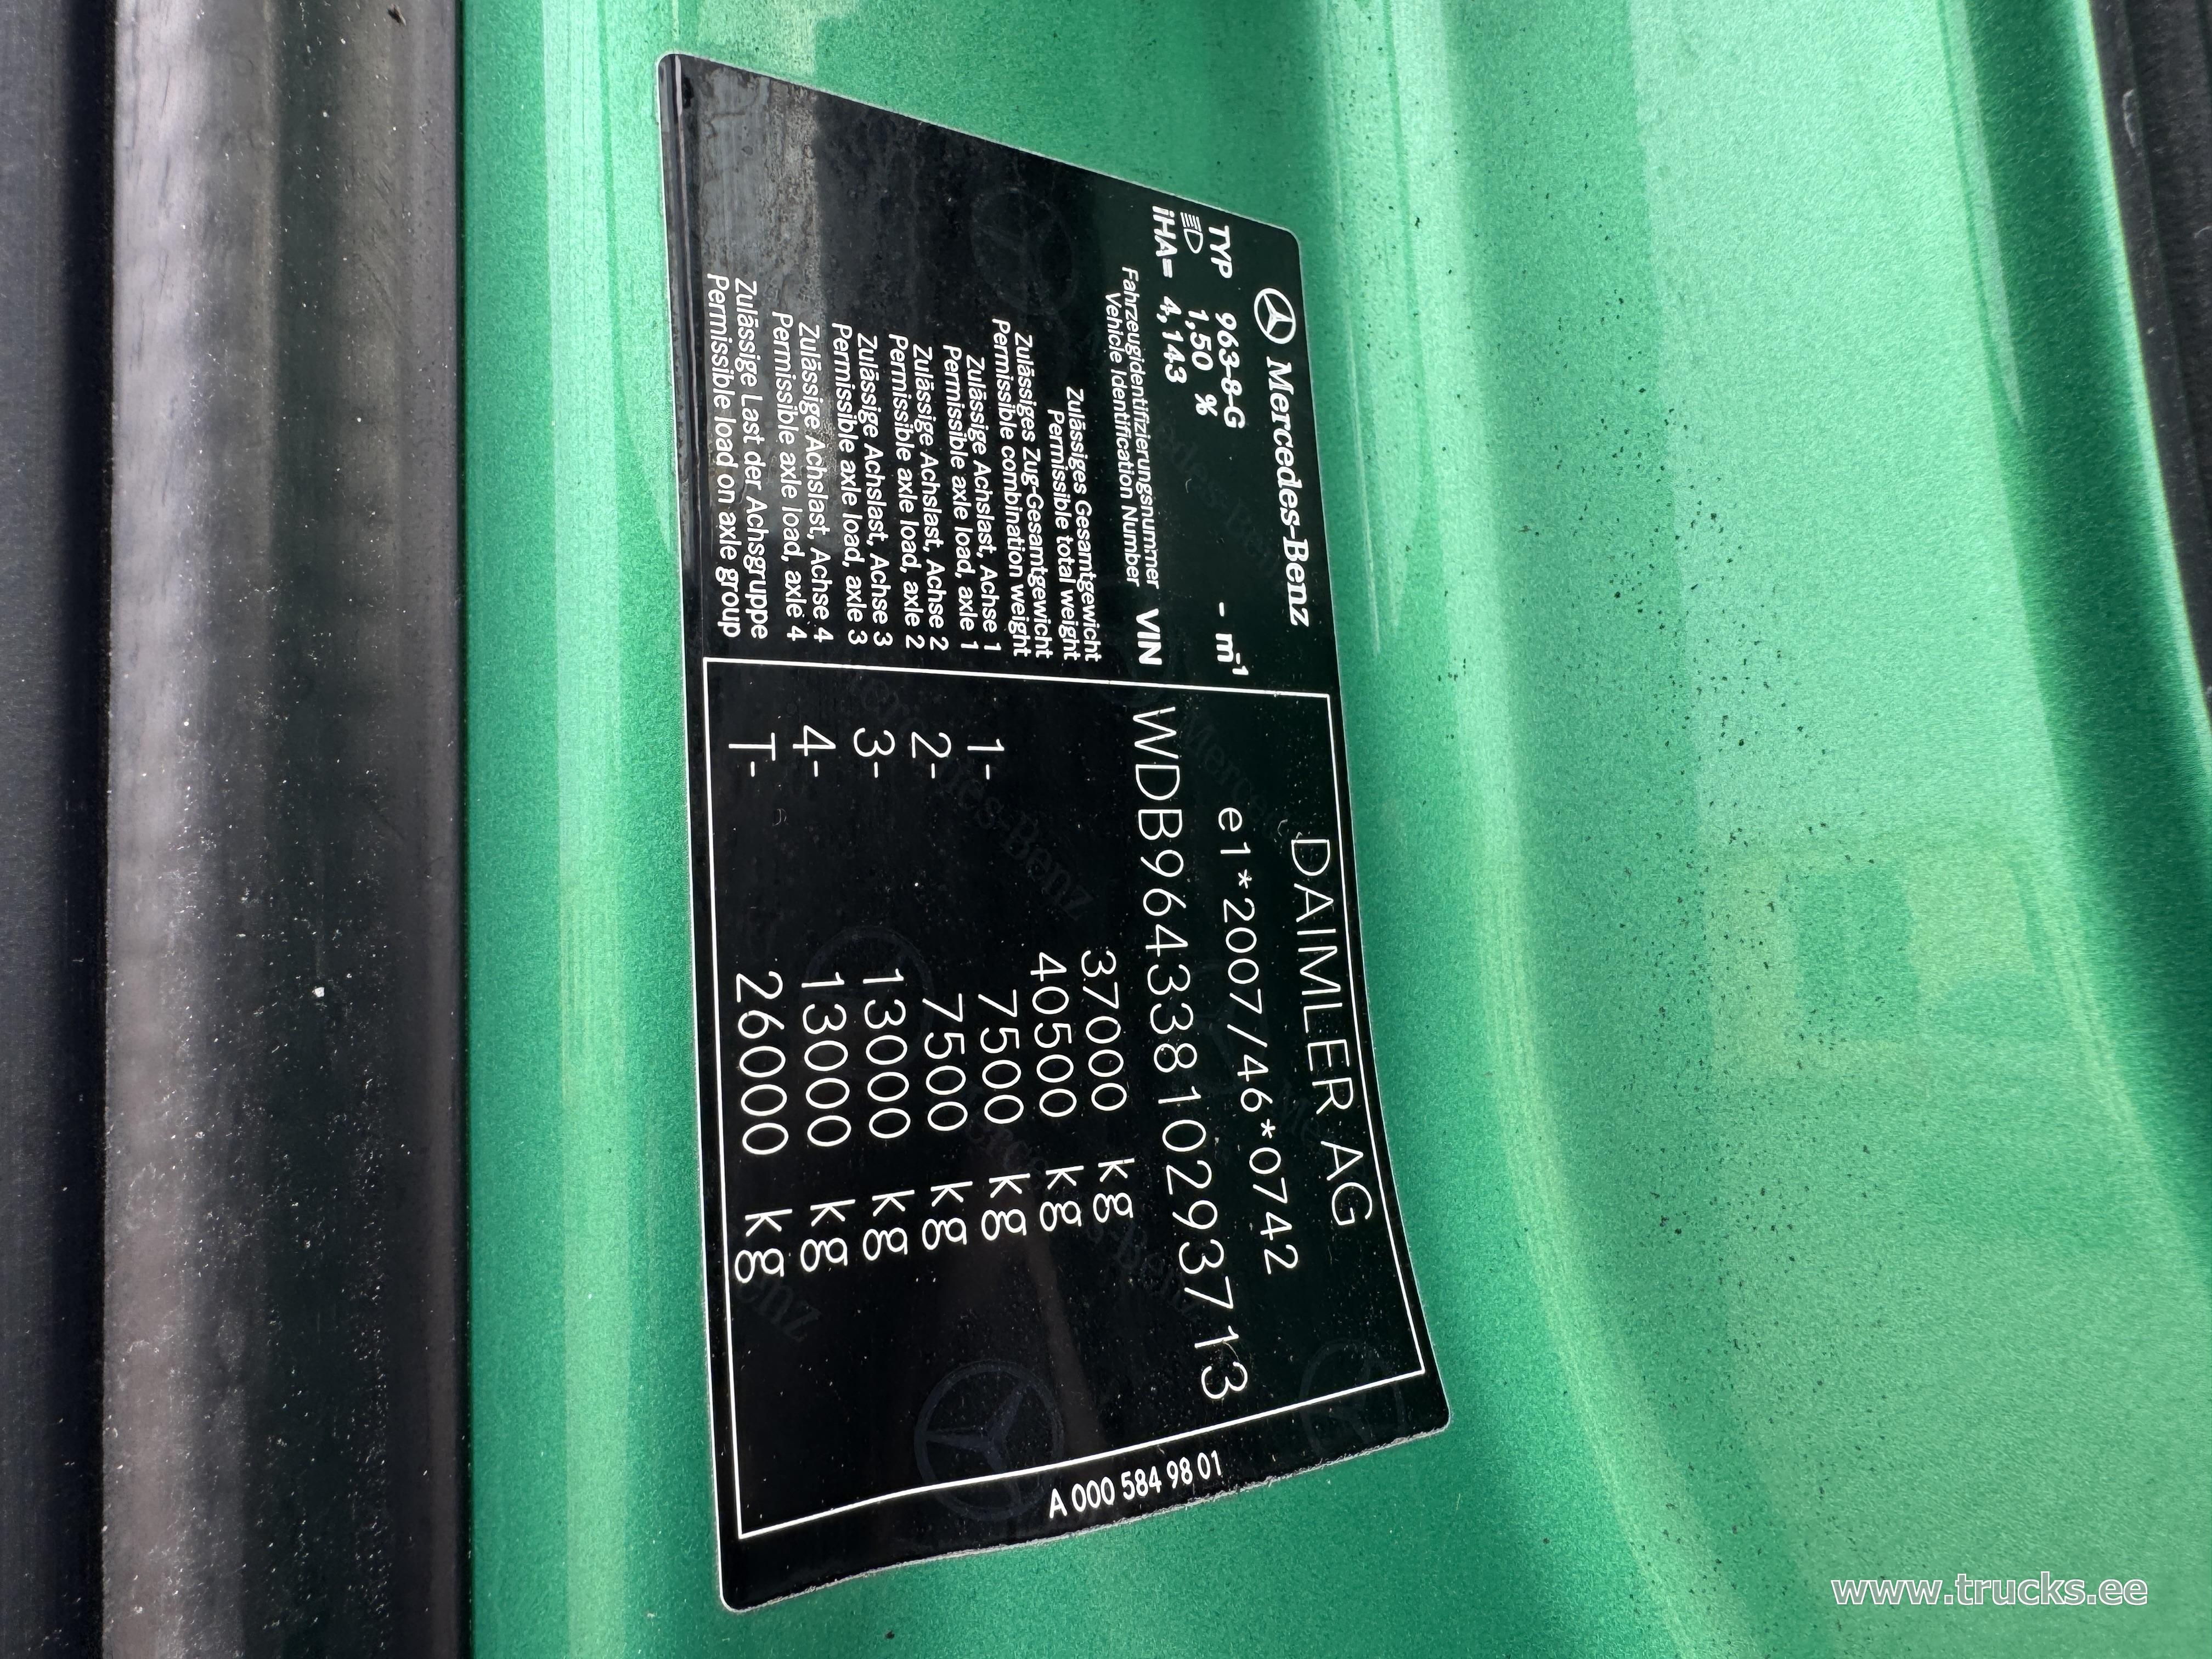 Mercedes-Benz
TYP 963-8-G - m-1
1,50 %
iHA= 4,143
Fahrzeugidentifizierungsnummer
Vehicle Identification Number VIN
Zulässiges Gesamtgewicht
Permissible total weight
Zulässiges Zug-Gesamtgewicht
Permissible combination weight
Zulässige Achslast, Achse 1
Permissible axle load, axle 1
Zulässige Achslast, Achse 2
Permissible axle load, axle 2
Zulässige Achslast, Achse 3
Permissible axle load, axle 3
Zulässige Achslast, Achse 4
Permissible axle load, axle 4
Zulässige Last der Achsgruppe
Permissible load on axle group
DAIMLER AG
e1*2007/46*0742
WDB96433810293713
37000 kg
40500 kg
1- 7500 kg
2- 7500 kg
3- 13000 kg
4- 13000 kg
T- 26000 kg
A 000 584 98 01
www.trucks.ee